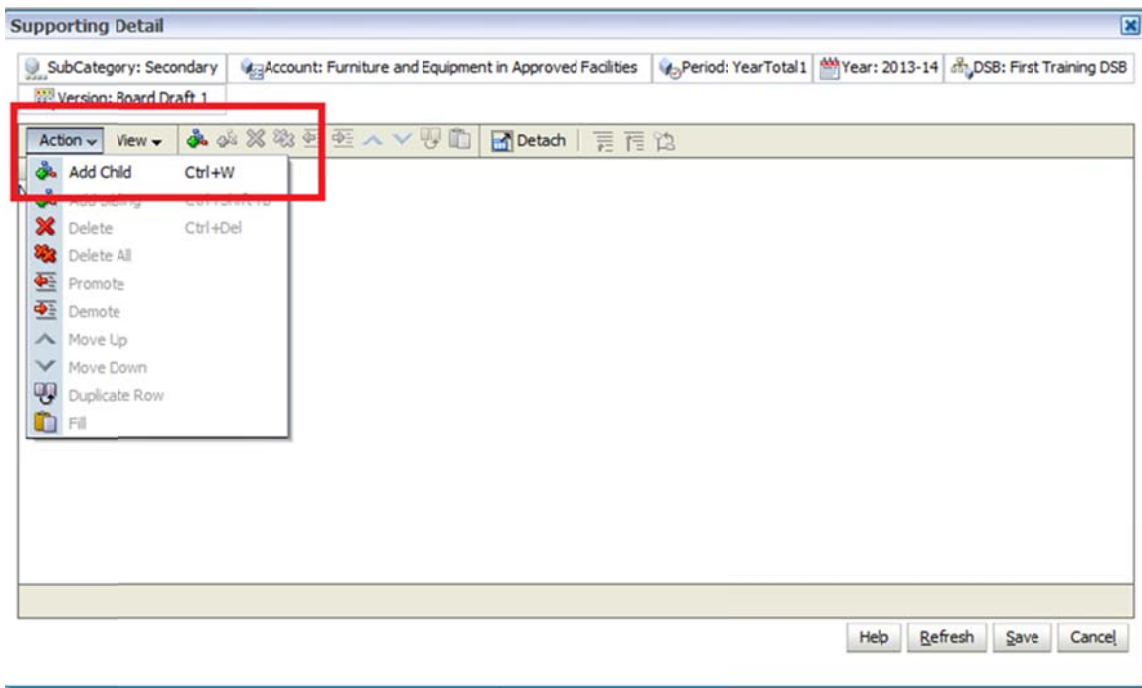 Supporting Detail
SubCategory: Secondary Account: Furniture and Equipment in Approved Facilities Period: YearTotal1 Year: 2013-14 DSB: First Training DSB
Version: Board Draft 1
Action View Detach
Add Child Ctrl+W
Add Sibling
Delete Ctrl+Del
Delete All
Promote
Demote
Move Up
Move Down
Duplicate Row
Fill
Help Refresh Save Cancel